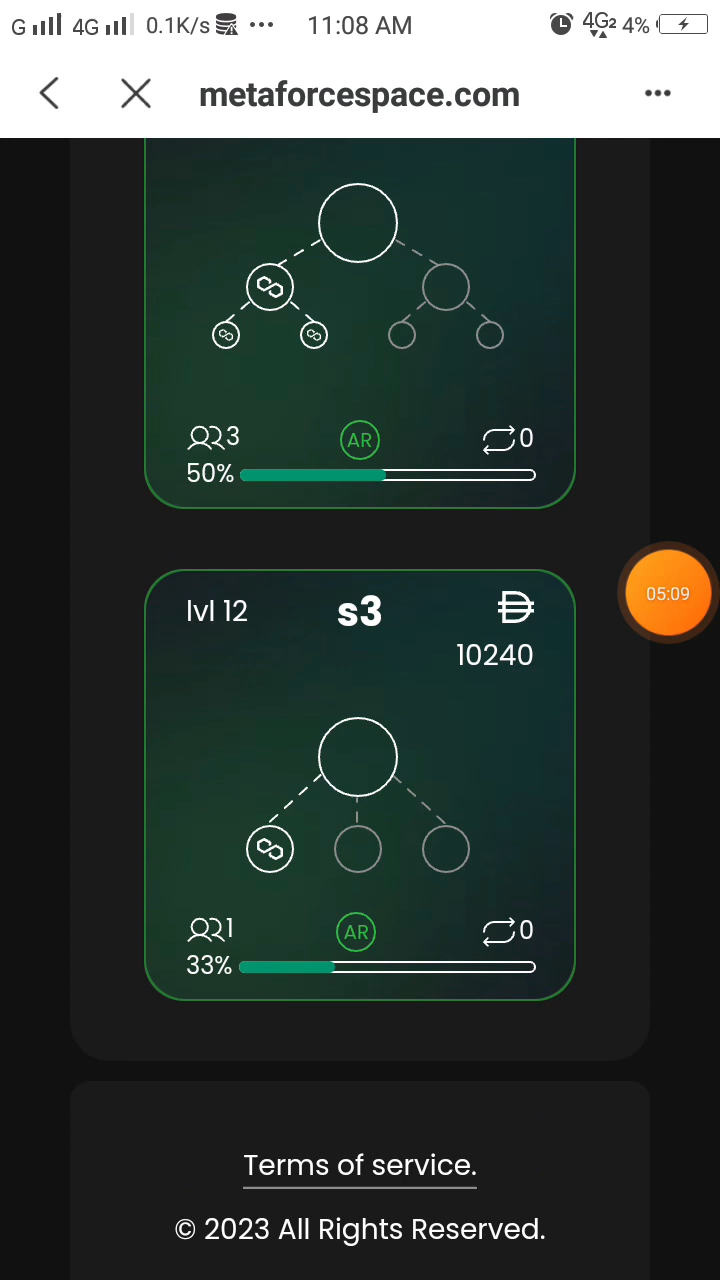 G 4G 0.1K/s ... 11:08 AM 4G2 4%
metaforcespace.com ...
3 AR 0
50%
lvl 12 s3
10240
05:09
1 AR 0
33%
Terms of service.
© 2023 All Rights Reserved.